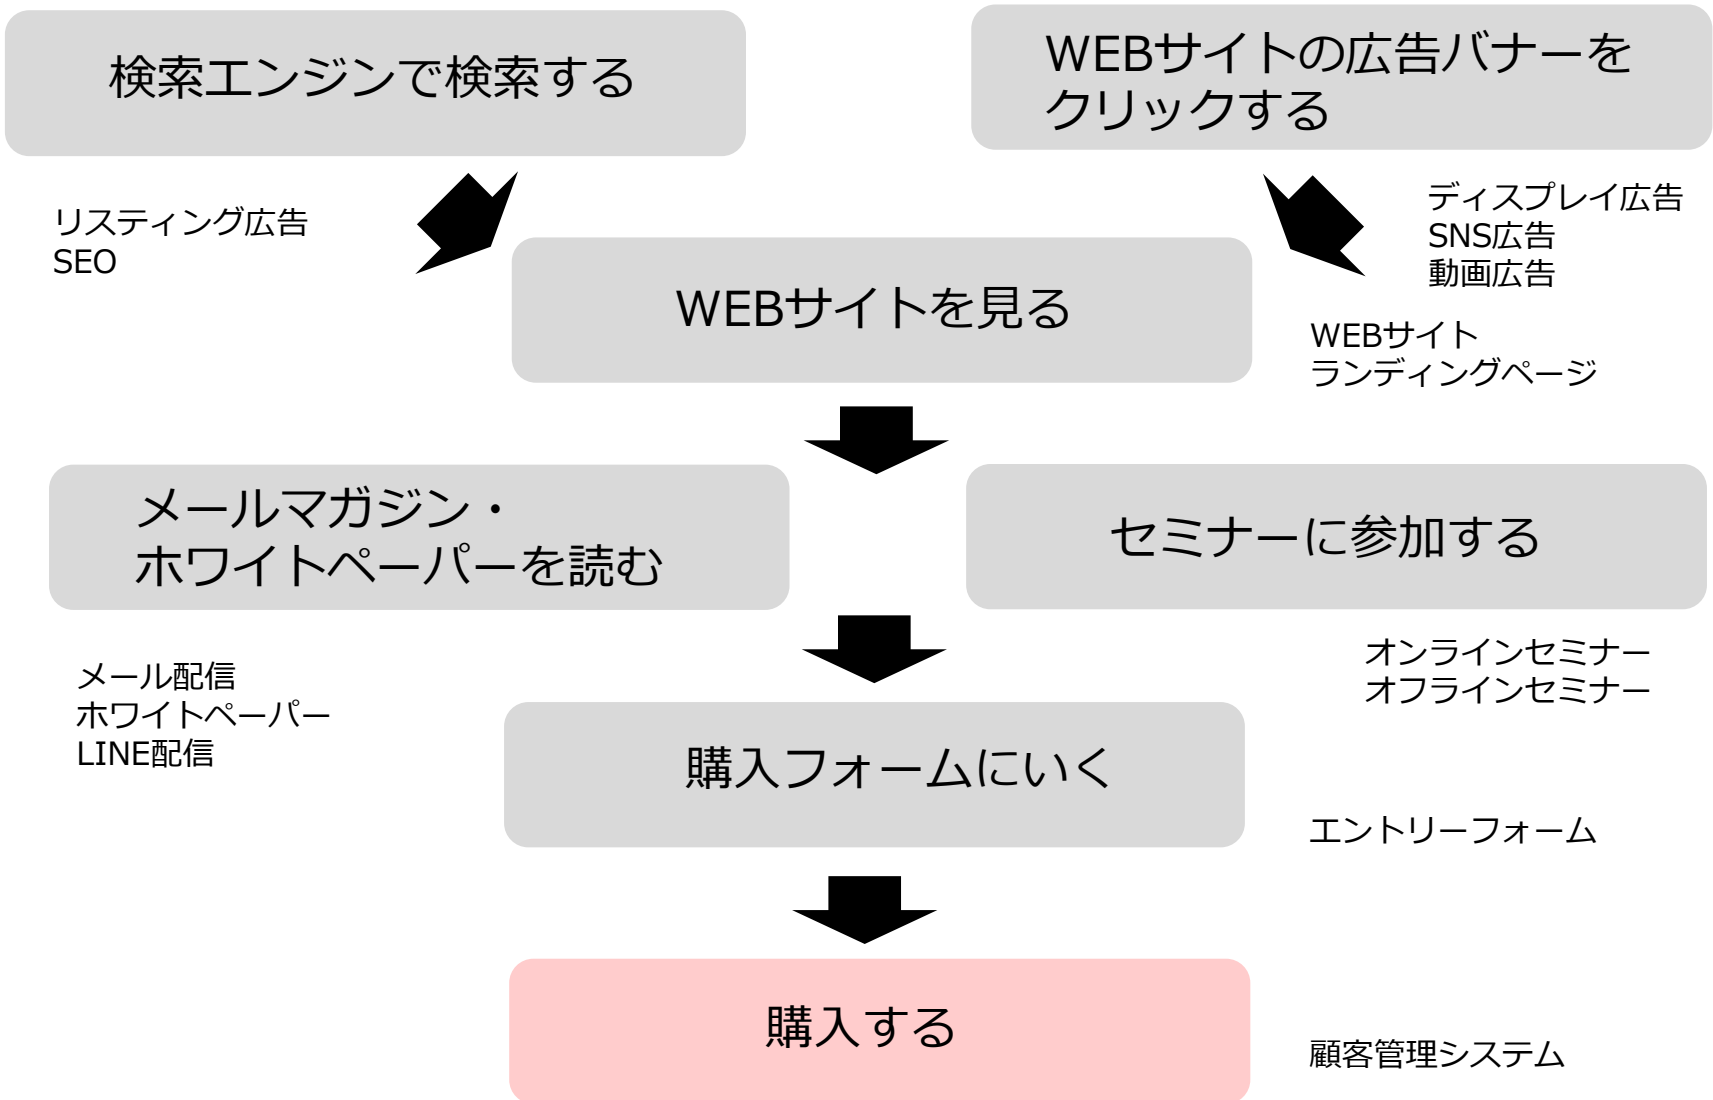 検索エンジンで検索する
WEBサイトの広告バナーを
クリックする
リスティング広告
SEO
ディスプレイ広告
SNS広告
動画広告
WEBサイトを見る
WEBサイト
ランディングページ
メールマガジン・
ホワイトペーパーを読む
セミナーに参加する
メール配信
ホワイトペーパー
LINE配信
オンラインセミナー
オフラインセミナー
購入フォームにいく
エントリーフォーム
購入する
顧客管理システム